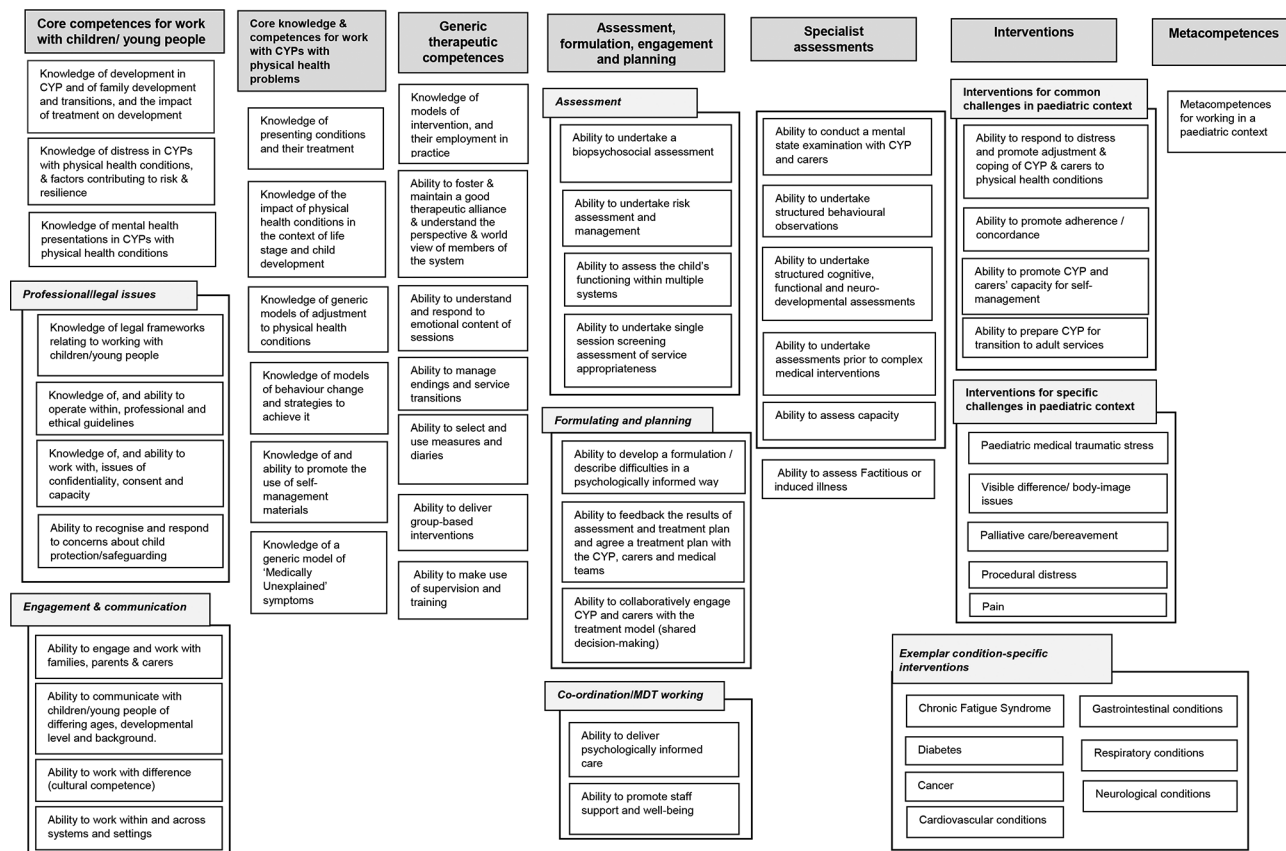 Core competences for work
with children/ young people
Knowledge of development in
CYP and of family development
and transitions, and the impact
of treatment on development
Knowledge of distress in CYPs
with physical health conditions,
& factors contributing to risk &
resilience
Knowledge of mental health
presentations in CYPs with
physical health conditions
Professional/legal issues
Knowledge of legal frameworks
relating to working with
children/young people
Knowledge of, and ability to
operate within, professional and
ethical guidelines
Knowledge of, and ability to
work with, issues of
confidentiality, consent and
capacity
Ability to recognise and respond
to concerns about child
protection/safeguarding
Engagement & communication
Ability to engage and work with
families, parents & carers
Ability to communicate with
children/young people of
differing ages, developmental
level and background.
Ability to work with difference
(cultural competence)
Ability to work within and across
systems and settings
Core knowledge &
competences for work
with CYPs with
physical health
problems
Knowledge of
presenting conditions
and their treatment
Knowledge of the
impact of physical
health conditions in
the context of life
stage and child
development
Knowledge of generic
models of adjustment
to physical health
conditions
Knowledge of models
of behaviour change
and strategies to
achieve it
Knowledge of and
ability to promote the
use of self-
management
materials
Knowledge of a
generic model of
‘Medically
Unexplained’
symptoms
Generic
therapeutic
competences
Knowledge of
models of
intervention, and
their employment in
practice
Ability to foster &
maintain a good
therapeutic alliance
& understand the
perspective & world
view of members of
the system
Ability to understand
and respond to
emotional content of
sessions
Ability to manage
endings and service
transitions
Ability to select and
use measures and
diaries
Ability to deliver
group-based
interventions
Ability to make use
of supervision and
training
Assessment,
formulation, engagement
and planning
Assessment
Ability to undertake a
biopsychosocial assessment
Ability to undertake risk
assessment and
management
Ability to assess the child’s
functioning within multiple
systems
Ability to undertake single
session screening
assessment of service
appropriateness
Formulating and planning
Ability to develop a formulation /
describe difficulties in a
psychologically informed way
Ability to feedback the results of
assessment and treatment plan
and agree a treatment plan with
the CYP, carers and medical
teams
Ability to collaboratively engage
CYP and carers with the
treatment model (shared
decision-making)
Co-ordination/MDT working
Ability to deliver
psychologically informed
care
Ability to promote staff
support and well-being
Specialist
assessments
Ability to conduct a mental
state examination with CYP
and carers
Ability to undertake
structured behavioural
observations
Ability to undertake
structured cognitive,
functional and neuro-
developmental assessments
Ability to undertake
assessments prior to complex
medical interventions
Ability to assess capacity
Ability to assess Factitious or
induced illness
Interventions
Interventions for common
challenges in paediatric context
Ability to respond to distress
and promote adjustment &
coping of CYP & carers to
physical health conditions
Ability to promote adherence /
concordance
Ability to promote CYP and
carers’ capacity for self-
management
Ability to prepare CYP for
transition to adult services
Interventions for specific
challenges in paediatric context
Paediatric medical traumatic stress
Visible difference/ body-image
issues
Palliative care/bereavement
Procedural distress
Pain
Exemplar condition-specific
interventions
Chronic Fatigue Syndrome
Diabetes
Cancer
Cardiovascular conditions
Gastrointestinal conditions
Respiratory conditions
Neurological conditions
Metacompetences
Metacompetences
for working in a
paediatric context